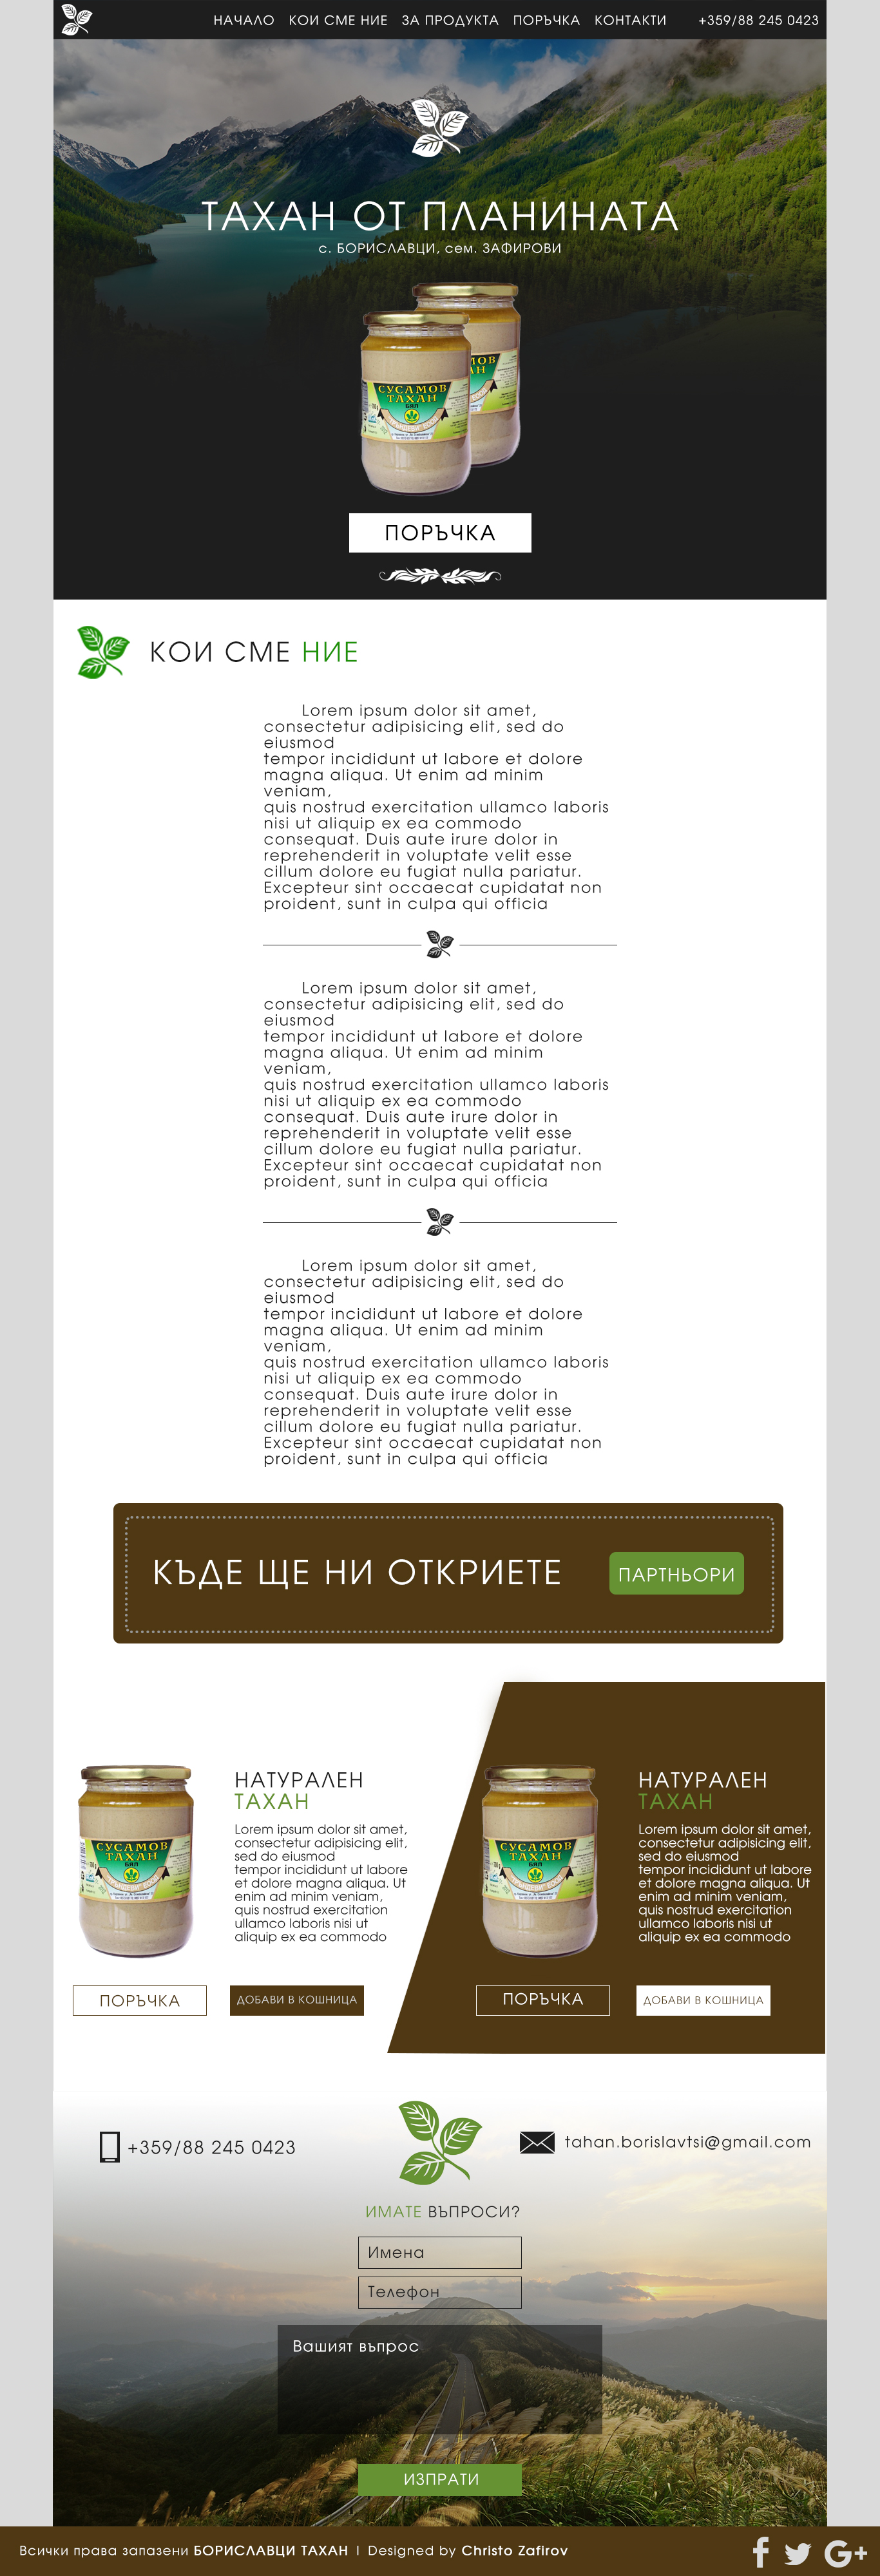 НАЧАЛО КОИ СМЕ НИЕ ЗА ПРОДУКТА ПОРЪЧКА КОНТАКТИ +359/88 245 0423
ТАХАН ОТ ПЛАНИНАТА
с. БОРИСЛАВЦИ, сем. ЗАФИРОВИ
СУСАМОВ
ТАХАН
БЯЛ
ПОРЪЧКА
КОИ СМЕ НИЕ
Lorem ipsum dolor sit amet,
consectetur adipisicing elit, sed do
eiusmod
tempor incididunt ut labore et dolore
magna aliqua. Ut enim ad minim
veniam,
quis nostrud exercitation ullamco laboris
nisi ut aliquip ex ea commodo
consequat. Duis aute irure dolor in
reprehenderit in voluptate velit esse
cillum dolore eu fugiat nulla pariatur.
Excepteur sint occaecat cupidatat non
proident, sunt in culpa qui officia
Lorem ipsum dolor sit amet,
consectetur adipisicing elit, sed do
eiusmod
tempor incididunt ut labore et dolore
magna aliqua. Ut enim ad minim
veniam,
quis nostrud exercitation ullamco laboris
nisi ut aliquip ex ea commodo
consequat. Duis aute irure dolor in
reprehenderit in voluptate velit esse
cillum dolore eu fugiat nulla pariatur.
Excepteur sint occaecat cupidatat non
proident, sunt in culpa qui officia
Lorem ipsum dolor sit amet,
consectetur adipisicing elit, sed do
eiusmod
tempor incididunt ut labore et dolore
magna aliqua. Ut enim ad minim
veniam,
quis nostrud exercitation ullamco laboris
nisi ut aliquip ex ea commodo
consequat. Duis aute irure dolor in
reprehenderit in voluptate velit esse
cillum dolore eu fugiat nulla pariatur.
Excepteur sint occaecat cupidatat non
proident, sunt in culpa qui officia
КЪДЕ ЩЕ НИ ОТКРИЕТЕ
ПАРТНЬОРИ
СУСАМОВ
ТАХАН
БЯЛ
НАТУРАЛЕН
ТАХАН
Lorem ipsum dolor sit amet,
consectetur adipisicing elit,
sed do eiusmod
tempor incididunt ut labore
et dolore magna aliqua. Ut
enim ad minim veniam,
quis nostrud exercitation
ullamco laboris nisi ut
aliquip ex ea commodo
ПОРЪЧКА
ДОБАВИ В КОШНИЦА
СУСАМОВ
ТАХАН
БЯЛ
НАТУРАЛЕН
ТАХАН
Lorem ipsum dolor sit amet,
consectetur adipisicing elit,
sed do eiusmod
tempor incididunt ut labore
et dolore magna aliqua. Ut
enim ad minim veniam,
quis nostrud exercitation
ullamco laboris nisi ut
aliquip ex ea commodo
ПОРЪЧКА
ДОБАВИ В КОШНИЦА
+359/88 245 0423
tahan.borislavtsi@gmail.com
ИМАТЕ ВЪПРОСИ?
Имена
Телефон
Вашият въпрос
ИЗПРАТИ
Всички права запазени БОРИСЛАВЦИ ТАХАН | Designed by Christo Zafirov